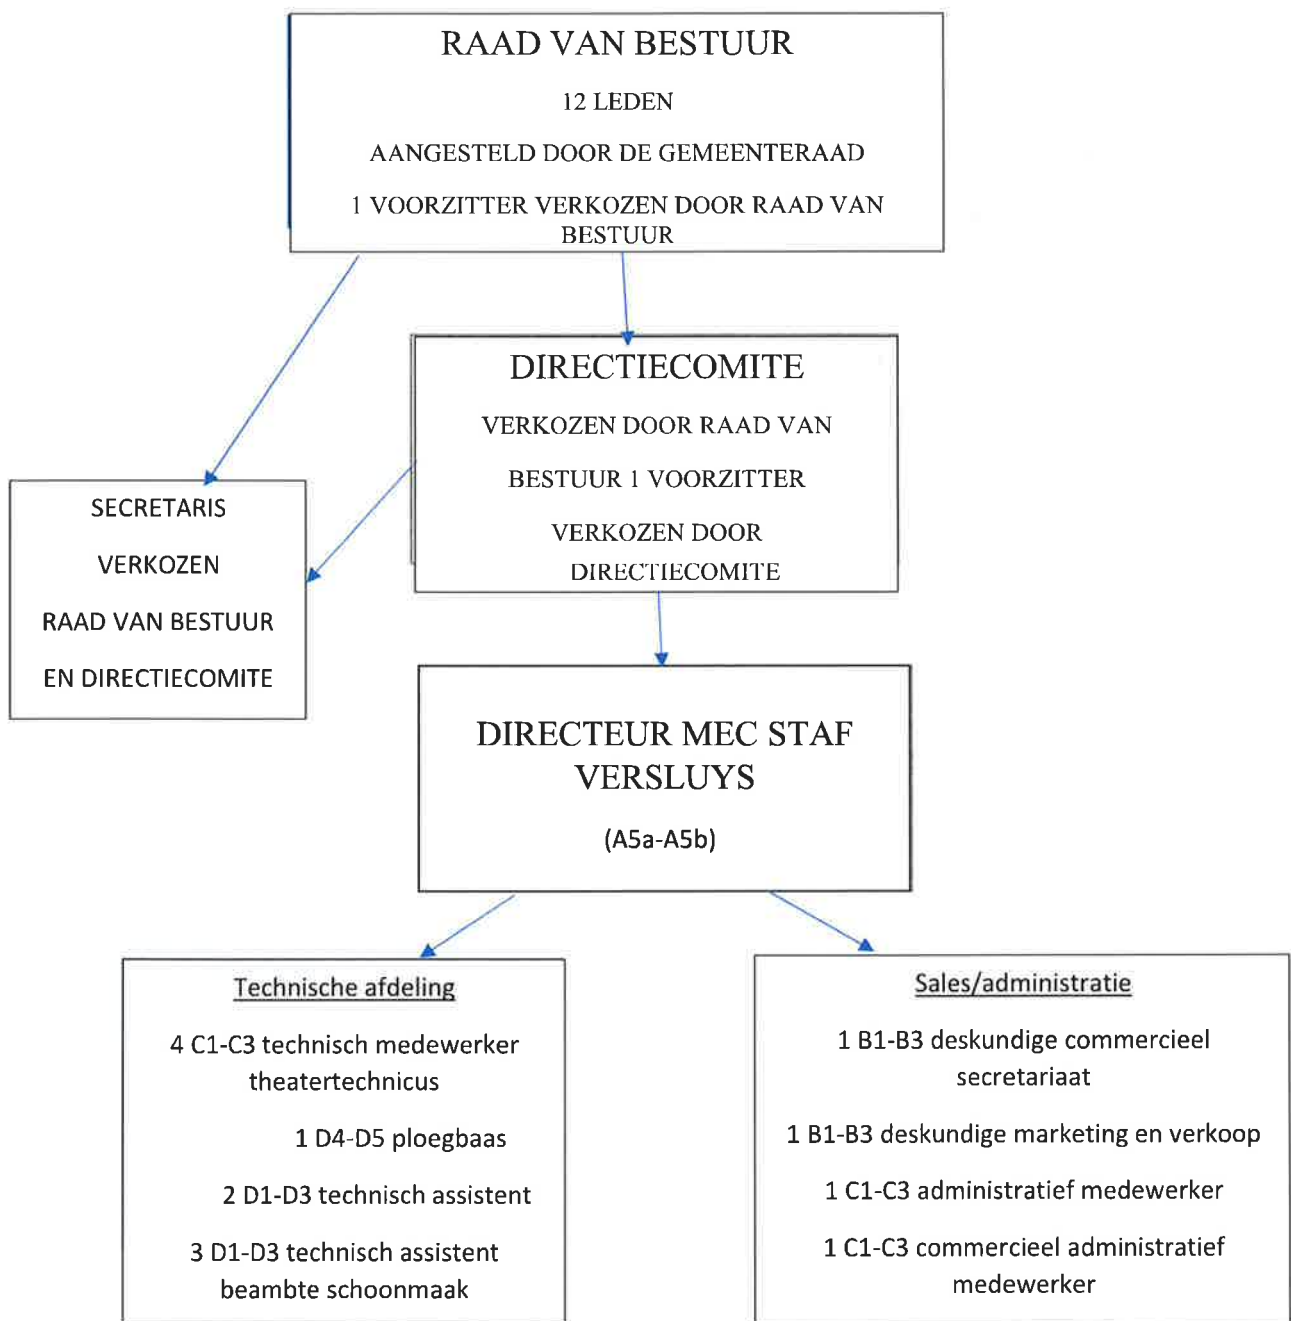 RAAD VAN BESTUUR
12 LEDEN
AANGESTELD DOOR DE GEMEENTERAAD
1 VOORZITTER VERKOZEN DOOR RAAD VAN
BESTUUR
DIRECTIECOMITE
VERKOZEN DOOR RAAD VAN
BESTUUR 1 VOORZITTER
VERKOZEN DOOR
DIRECTIECOMITE
SECRETARIS
VERKOZEN
RAAD VAN BESTUUR
EN DIRECTIECOMITE
DIRECTEUR MEC STAF
VERSLUYS
(A5a-A5b)
Technische afdeling
4 C1-C3 technisch medewerker
theatertechnicus
1 D4-D5 ploegbaas
2 D1-D3 technisch assistent
3 D1-D3 technisch assistent
beambte schoonmaak
Sales/administratie
1 B1-B3 deskundige commercieel
secretariaat
1 B1-B3 deskundige marketing en verkoop
1 C1-C3 administratief medewerker
1 C1-C3 commercieel administratief
medewerker